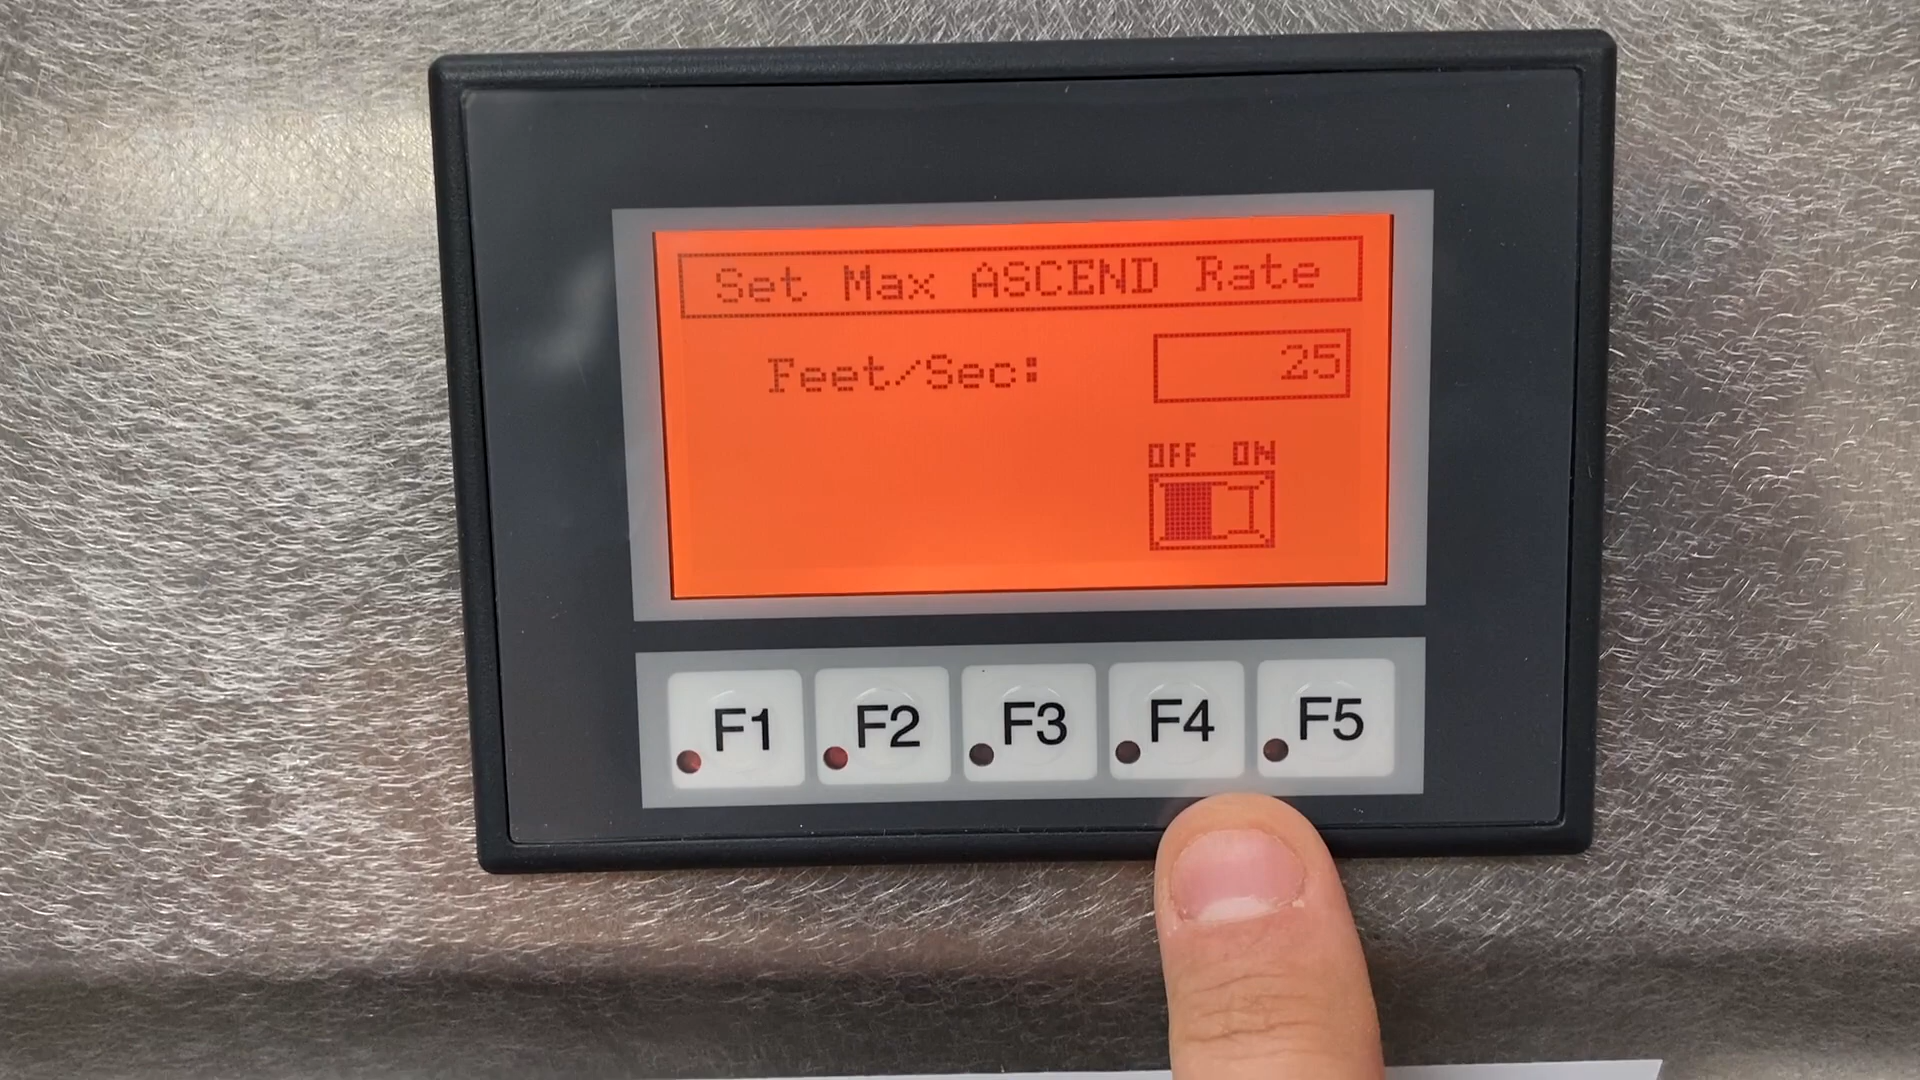 Set Max ASCEND Rate
Feet/Sec: 25
OFF ON
F1 F2 F3 F4 F5